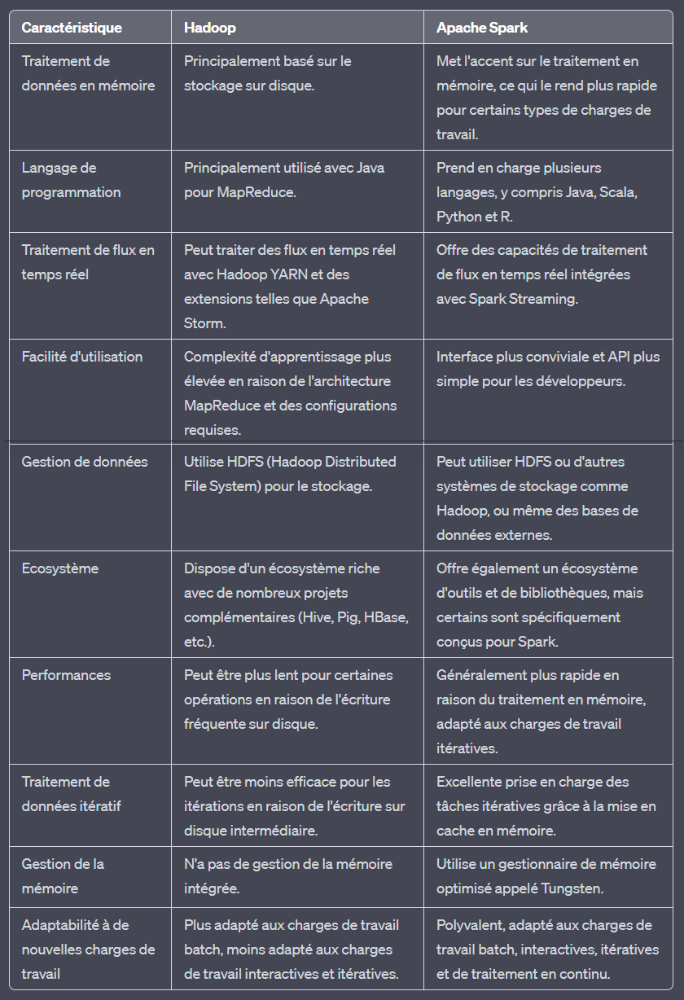 Caractéristique
Hadoop
Apache Spark
Traitement de
données en mémoire
Principalement basé sur le
stockage sur disque.
Met l'accent sur le traitement en
mémoire, ce qui le rend plus rapide
pour certains types de charges de
travail.
Langage de
programmation
Principalement utilisé avec Java
pour MapReduce.
Prend en charge plusieurs
langages, y compris Java, Scala,
Python et R.
Traitement de flux en
temps réel
Peut traiter des flux en temps réel
avec Hadoop YARN et des
extensions telles que Apache
Storm.
Offre des capacités de traitement
de flux en temps réel intégrées
avec Spark Streaming.
Facilité d'utilisation
Complexité d'apprentissage plus
élevée en raison de l'architecture
MapReduce et des configurations
requises.
Interface plus conviviale et API plus
simple pour les développeurs.
Gestion de données
Utilise HDFS (Hadoop Distributed
File System) pour le stockage.
Peut utiliser HDFS ou d'autres
systèmes de stockage comme
Hadoop, ou même des bases de
données externes.
Ecosystème
Dispose d'un écosystème riche
avec de nombreux projets
complémentaires (Hive, Pig, HBase,
etc.).
Offre également un écosystème
d'outils et de bibliothèques, mais
certains sont spécifiquement
conçus pour Spark.
Performances
Peut être plus lent pour certaines
opérations en raison de l'écriture
fréquente sur disque.
Généralement plus rapide en
raison du traitement en mémoire,
adapté aux charges de travail
itératives.
Traitement de
données itératif
Peut être moins efficace pour les
itérations en raison de l'écriture sur
disque intermédiaire.
Excellente prise en charge des
tâches itératives grâce à la mise en
cache en mémoire.
Gestion de la
mémoire
N'a pas de gestion de la mémoire
intégrée.
Utilise un gestionnaire de mémoire
optimisé appelé Tungsten.
Adaptabilité à de
nouvelles charges de
travail
Plus adapté aux charges de travail
batch, moins adapté aux charges
de travail interactives et itératives.
Polyvalent, adapté aux charges de
travail batch, interactives, itératives
et de traitement en continu.